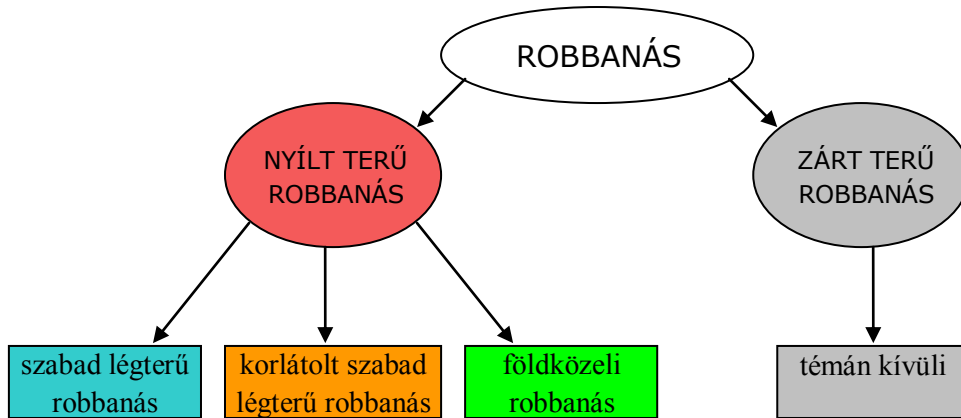 ROBBANÁS
NYÍLT TERŰ
ROBBANÁS
ZÁRT TERŰ
ROBBANÁS
szabad légterű
robbanás
korlátolt szabad
légterű robbanás
földközeli
robbanás
témán kívüli